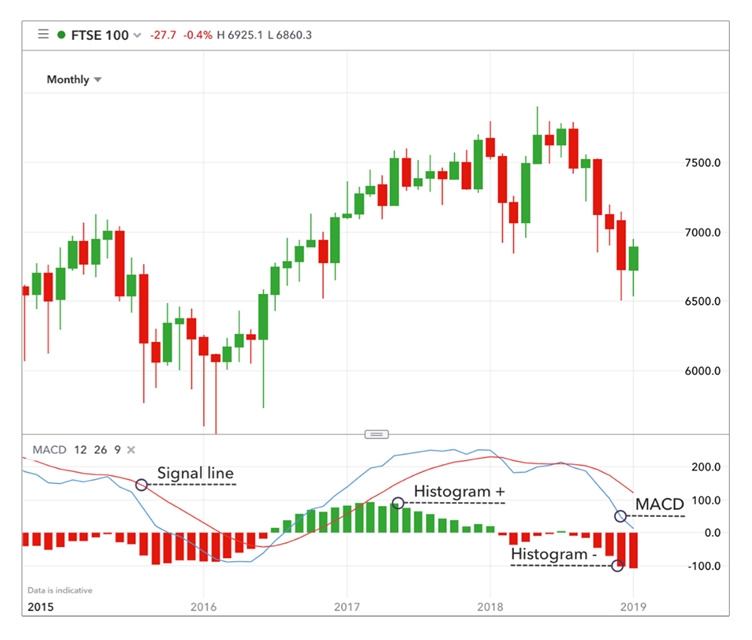 FTSE 100 -27.7 -0.4% H 6925.1 L 6860.3
Monthly
7500.0
7000.0
6500.0
6000.0
MACD 12 26 9
Signal line
200.0
Histogram +
100.0
MACD
0.0
Histogram -
-100.0
Data is indicative
2015 2016 2017 2018 2019